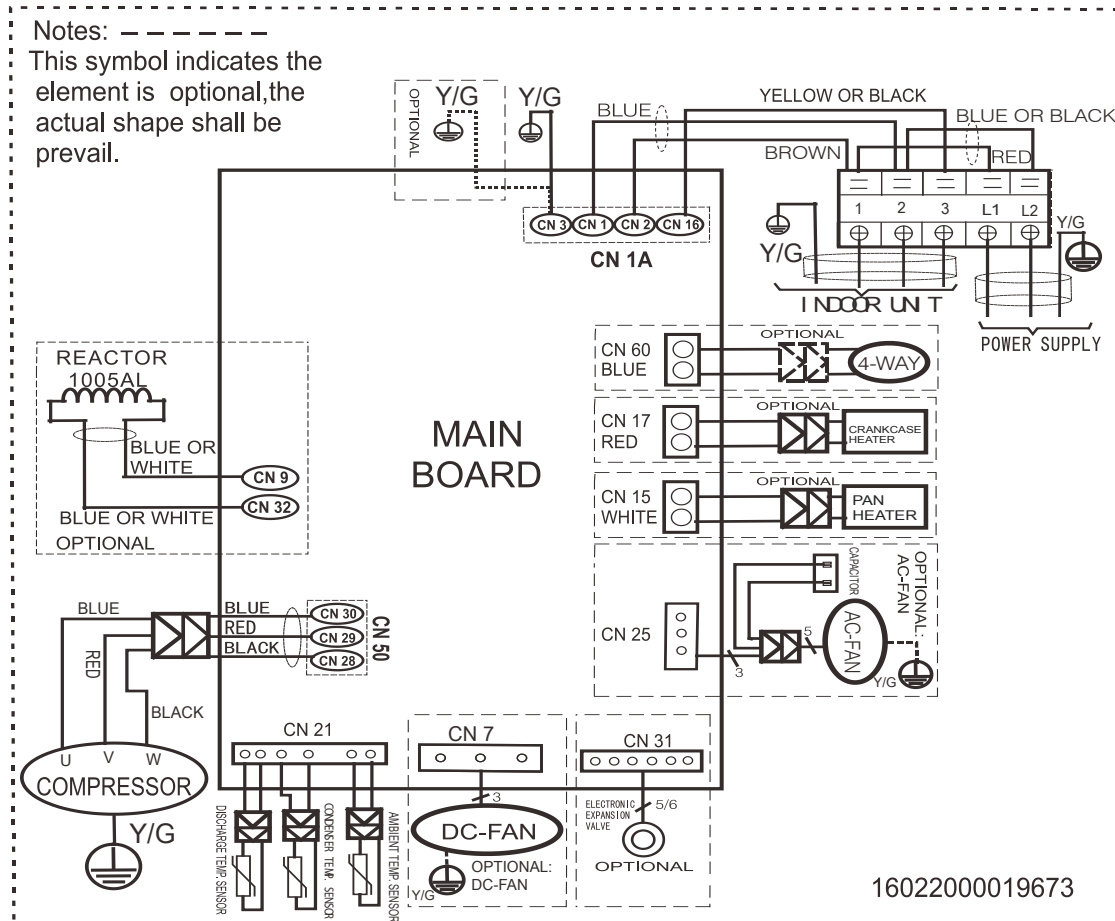 Notes: – – – – – –
This symbol indicates the
element is optional,the
actual shape shall be
prevail.
OPTIONAL
Y/G
Y/G
BLUE
YELLOW OR BLACK
BLUE OR BLACK
BROWN
RED
CN 3
CN 1
CN 2
CN 16
CN 1A
1
2
3
L1
L2
Y/G
Y/G
INDOOR UNIT
POWER SUPPLY
REACTOR
1005AL
BLUE OR
WHITE
CN 9
BLUE OR WHITE
CN 32
OPTIONAL
MAIN
BOARD
CN 60
BLUE
OPTIONAL
4-WAY
CN 17
RED
OPTIONAL
CRANKCASE
HEATER
CN 15
WHITE
OPTIONAL
PAN
HEATER
CN 25
CAPACITOR
OPTIONAL:
AC-FAN
AC-FAN
5
3
Y/G
BLUE
RED
BLACK
BLUE
RED
BLACK
CN 30
CN 29
CN 28
CN 50
U
V
W
COMPRESSOR
Y/G
CN 21
DISCHARGE TEMP. SENSOR
CONDENSER TEMP. SENSOR
AMBIENT TEMP. SENSOR
CN 7
3
DC-FAN
OPTIONAL:
DC-FAN
Y/G
CN 31
ELECTRONIC
EXPANSION
VALVE
5/6
OPTIONAL
16022000019673